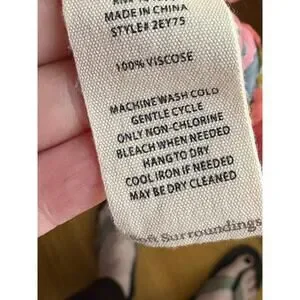 MADE IN CHINA
STYLE# 2EY75
100% VISCOSE
MACHINE WASH COLD
GENTLE CYCLE
ONLY NON-CHLORINE
BLEACH WHEN NEEDED
HANG TO DRY
COOL IRON IF NEEDED
MAY BE DRY CLEANED
Surroundings